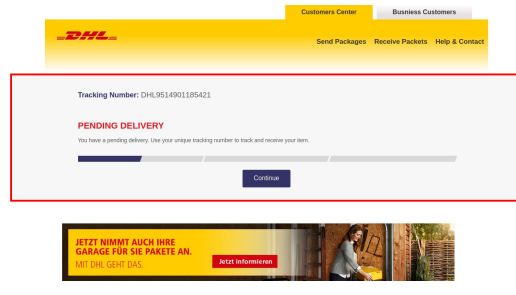 Customers Center
Busniess Customers
DHL
Send Packages Receive Packets Help & Contact
Tracking Number: DHL9514901185421
PENDING DELIVERY
You have a pending delivery. Use your unique tracking number to track and receive your item.
Continue
JETZT NIMMT AUCH IHRE
GARAGE FÜR SIE PAKETE AN.
MIT DHL GEHT DAS.
Jetzt informieren